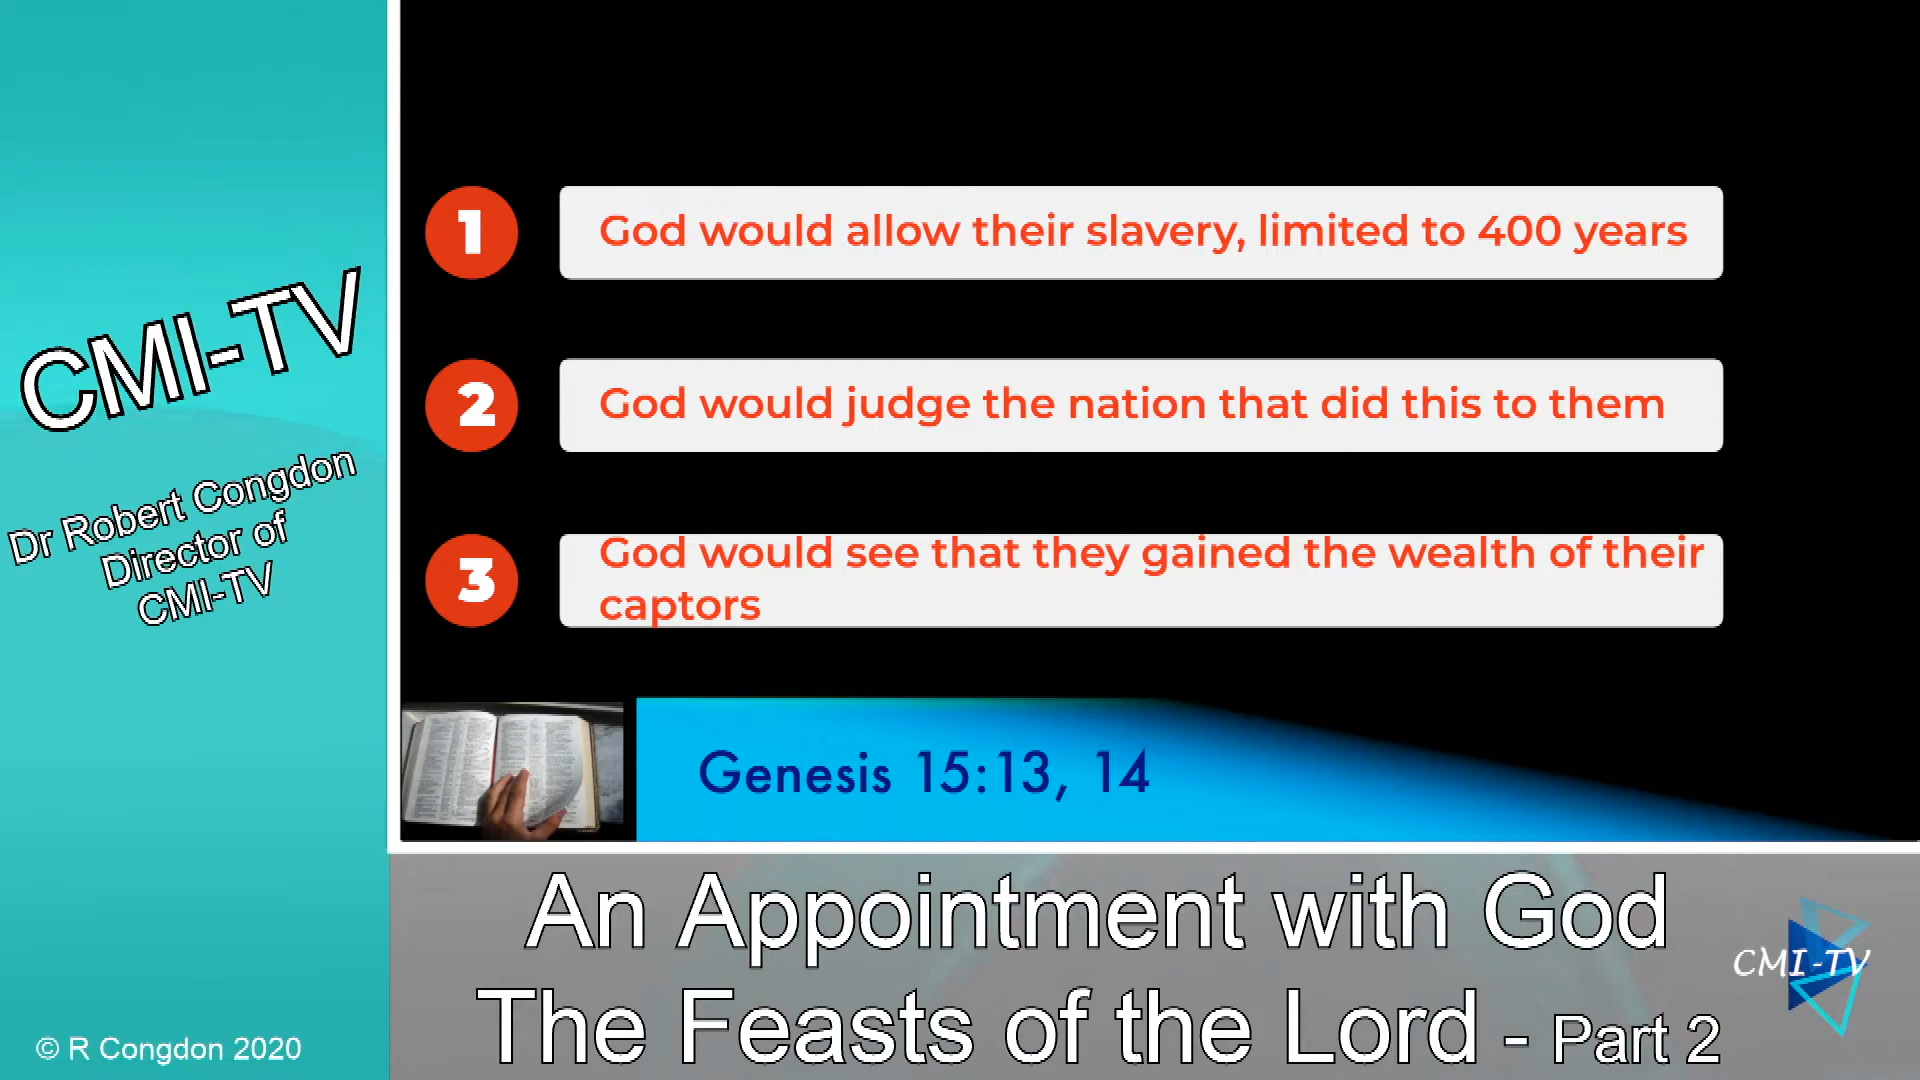 CMI-TV
Dr Robert Congdon
Director of
CMI-TV
© R Congdon 2020
1
God would allow their slavery, limited to 400 years
2
God would judge the nation that did this to them
3
God would see that they gained the wealth of their
captors
Genesis 15:13, 14
An Appointment with God
The Feasts of the Lord - Part 2
CMI-TV